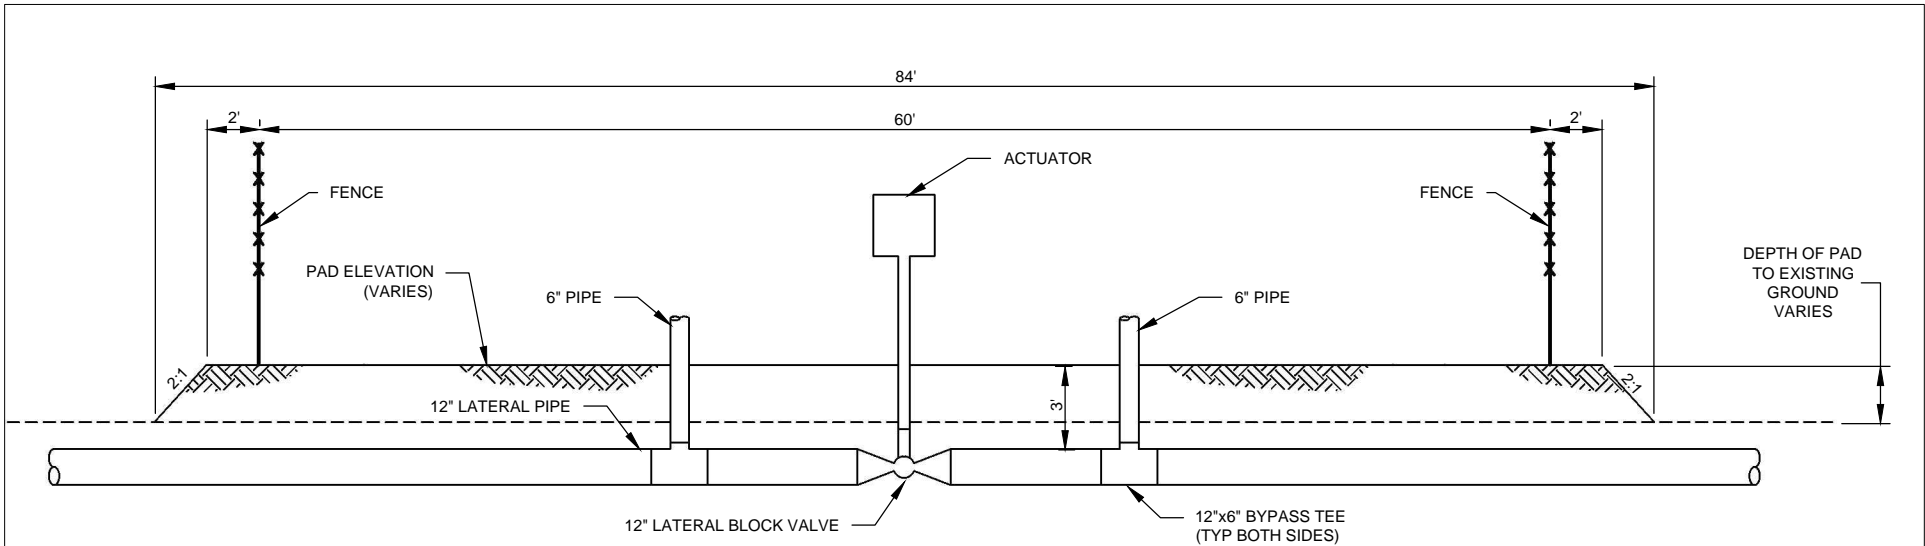 84'
2'
60'
2'
ACTUATOR
FENCE
FENCE
PAD ELEVATION
(VARIES)
6" PIPE
6" PIPE
DEPTH OF PAD
TO EXISTING
GROUND
VARIES
2:1
2:1
12" LATERAL PIPE
3'
12" LATERAL BLOCK VALVE
12"x6" BYPASS TEE
(TYP BOTH SIDES)